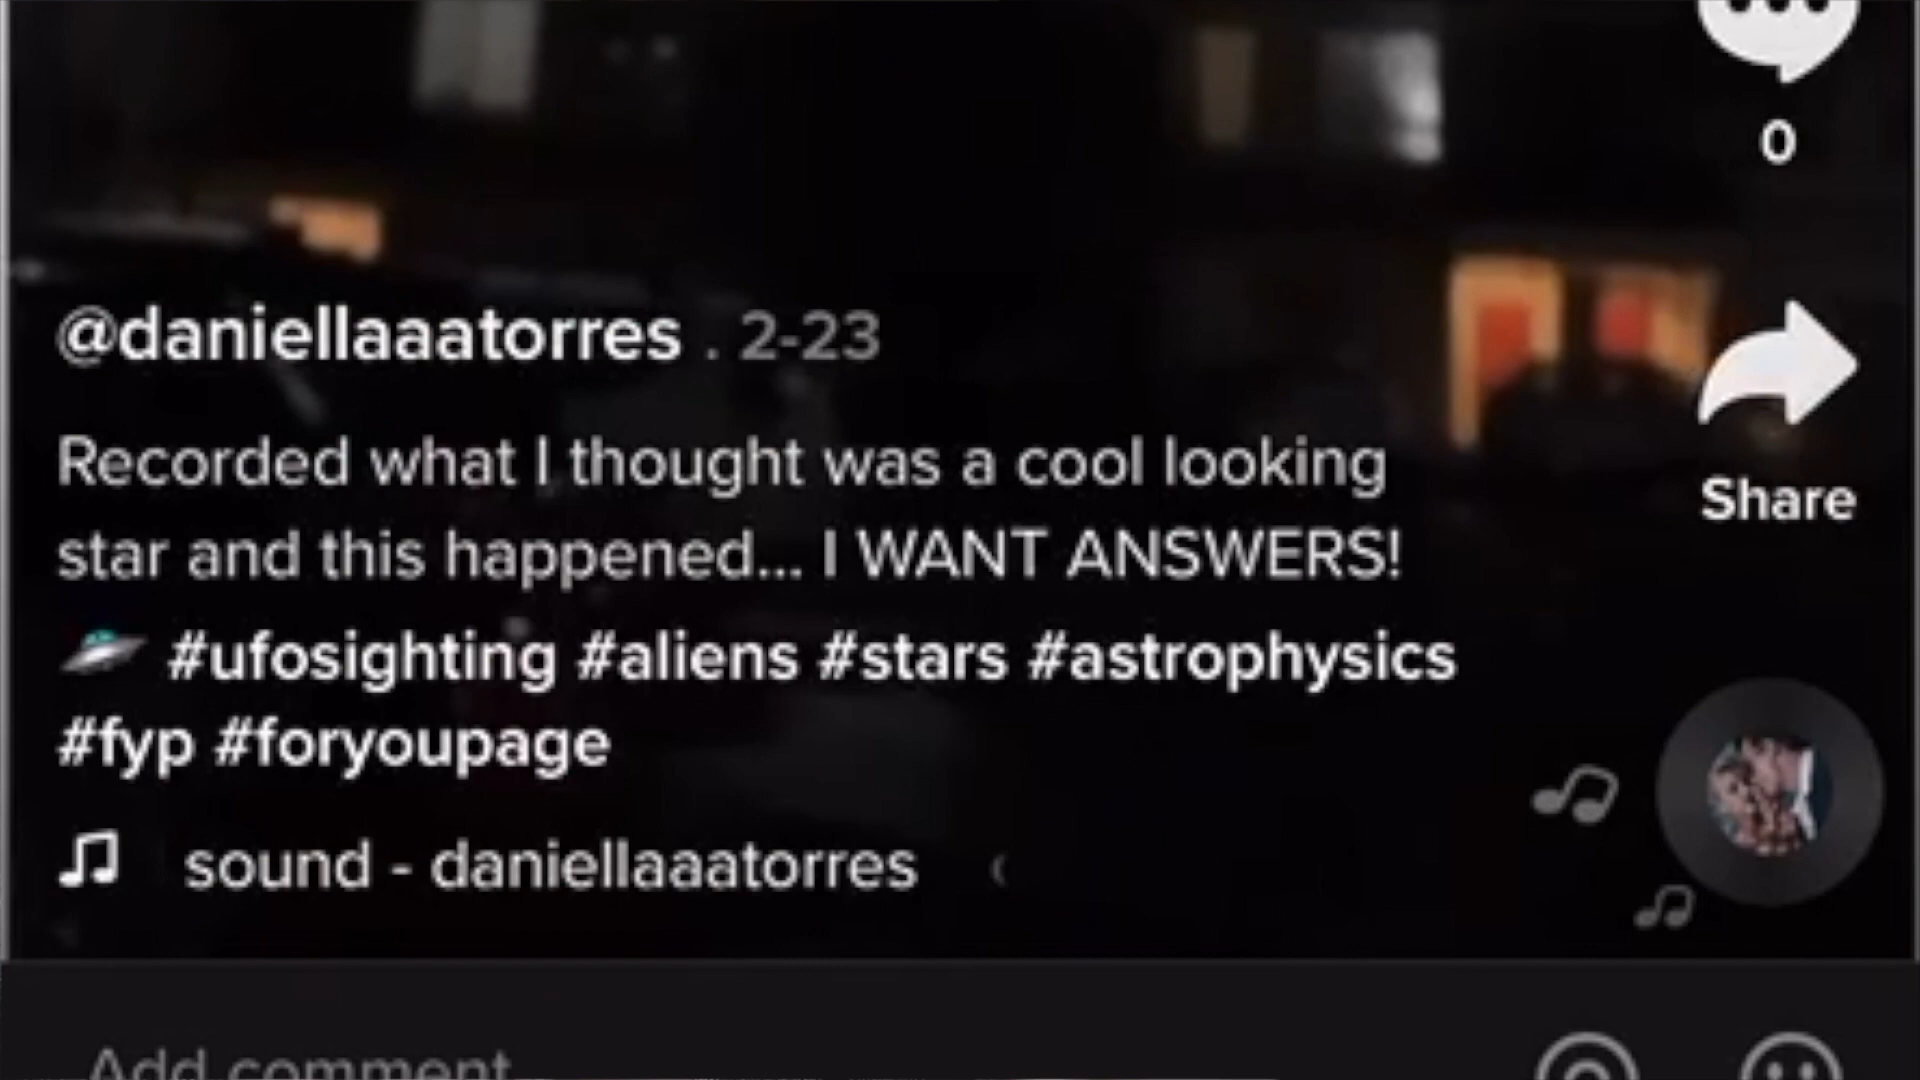 0
@daniellaaatorres . 2-23
Recorded what I thought was a cool looking
star and this happened... I WANT ANSWERS!
Share
🛸 #ufosighting #aliens #stars #astrophysics
#fyp #foryoupage
sound - daniellaaatorres
Add comment